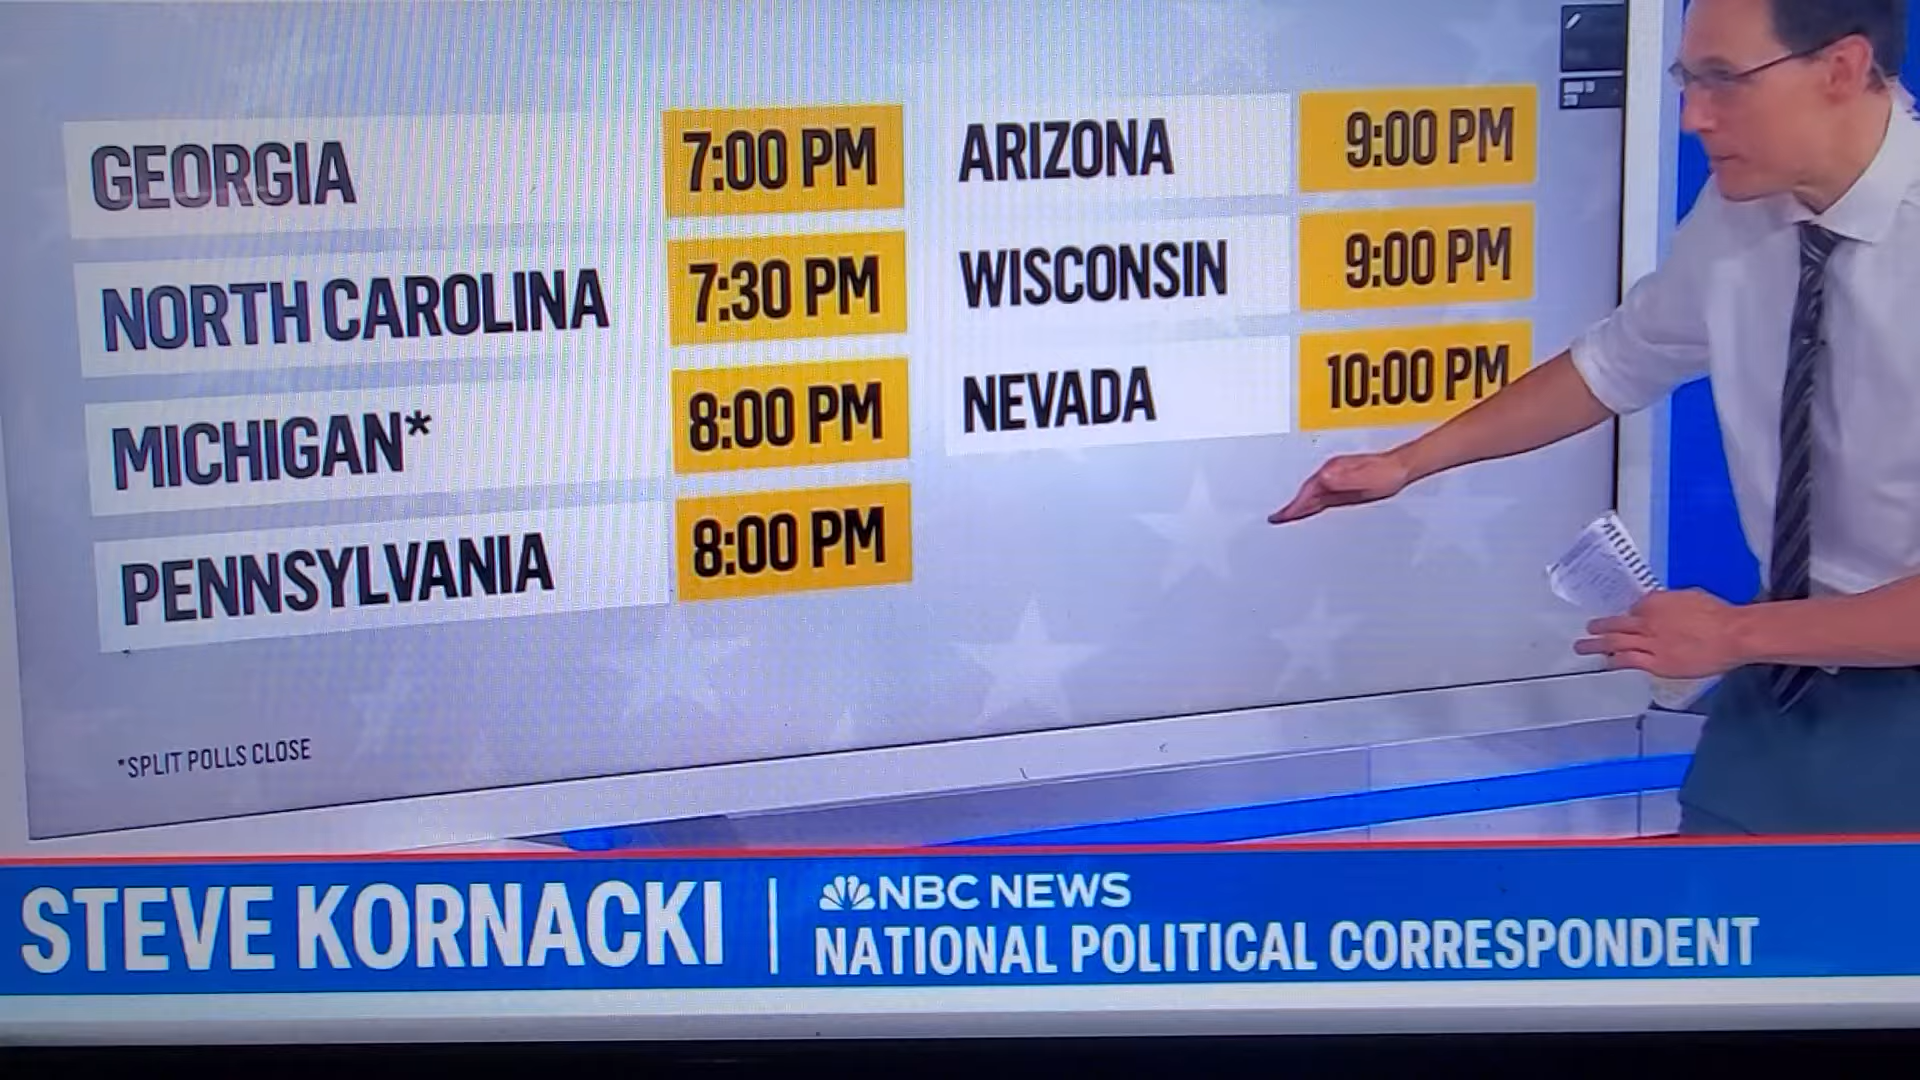 GEORGIA 7:00 PM
NORTH CAROLINA 7:30 PM
MICHIGAN* 8:00 PM
PENNSYLVANIA 8:00 PM
ARIZONA 9:00 PM
WISCONSIN 9:00 PM
NEVADA 10:00 PM
*SPLIT POLLS CLOSE
STEVE KORNACKI
NBC NEWS
NATIONAL POLITICAL CORRESPONDENT